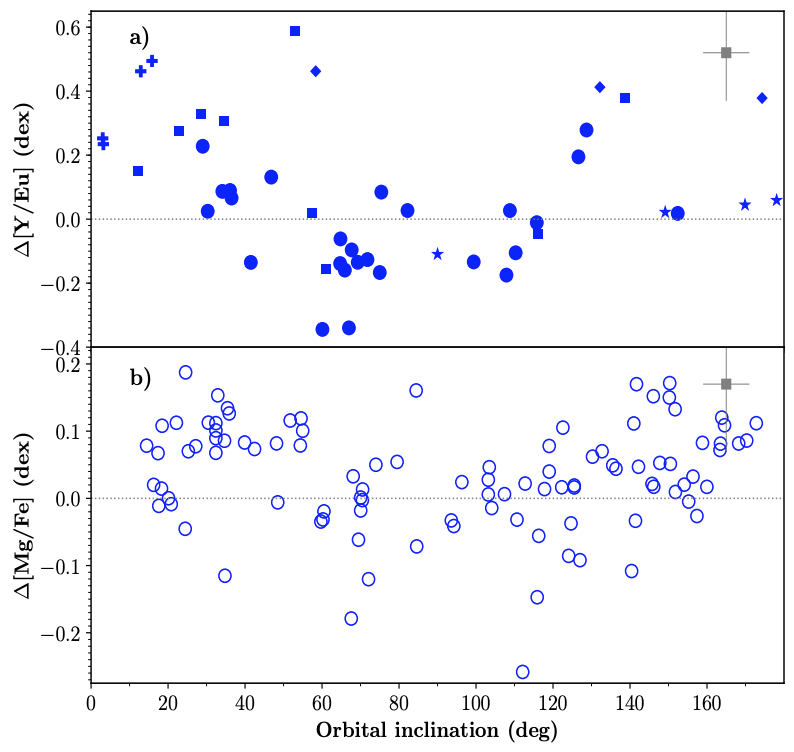 a)
0.6
0.4
0.2
0.0
−0.2
−0.4
Δ[Y/Eu] (dex)
b)
0.2
0.1
0.0
−0.1
−0.2
Δ[Mg/Fe] (dex)
0 20 40 60 80 100 120 140 160
Orbital inclination (deg)